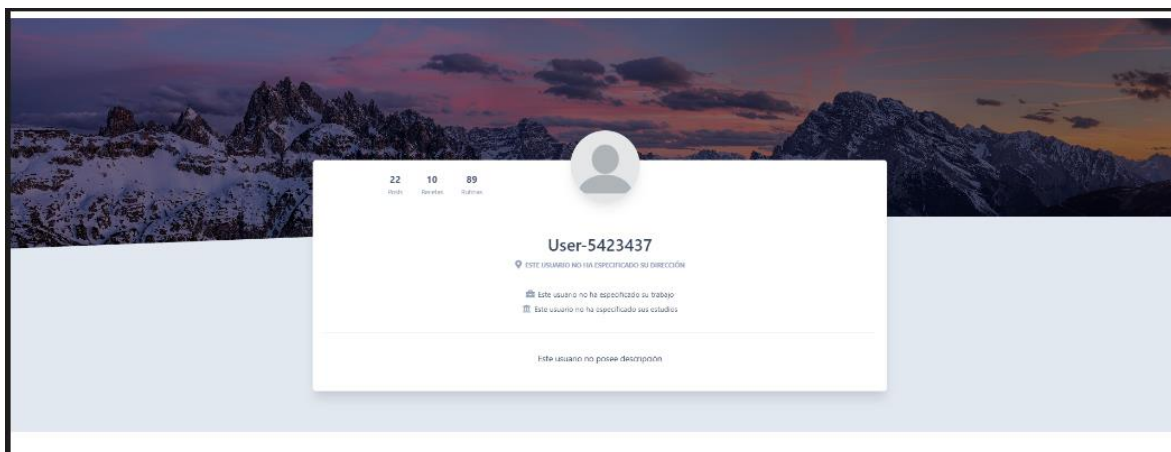 22 10 89
Posts Recetas Rutinas
User-5423437
ESTE USUARIO NO HA ESPECIFICADO SU DIRECCIÓN
Este usuario no ha especificado su trabajo
Este usuario no ha especificado sus estudios
Este usuario no posee descripción